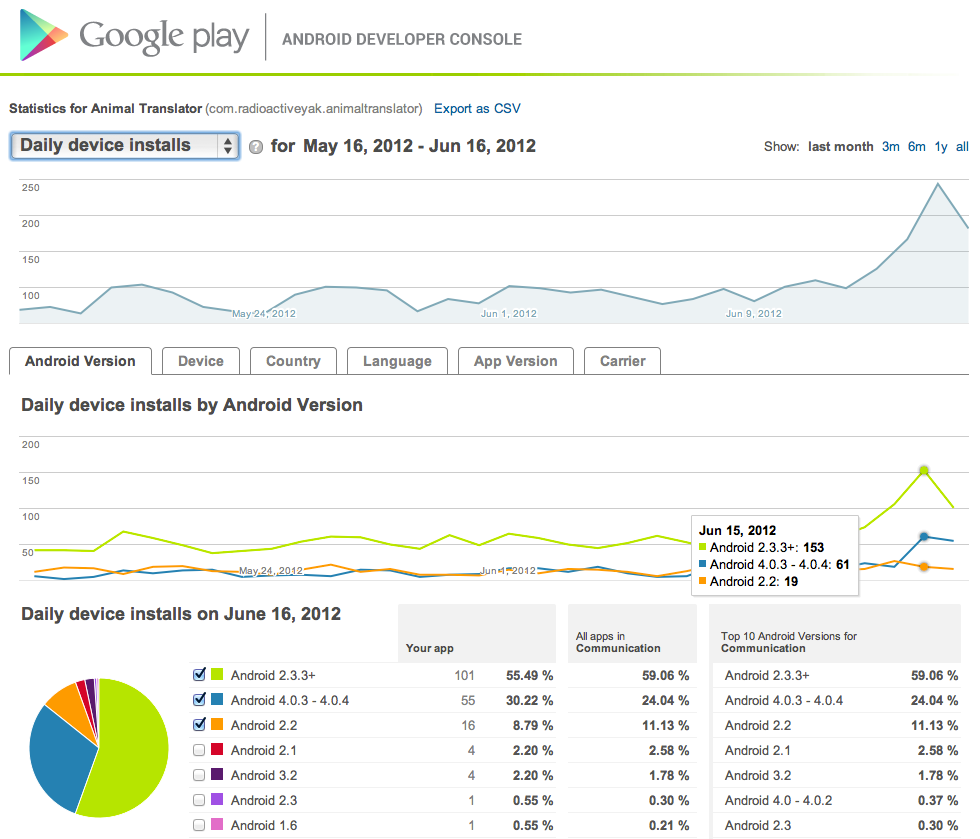 Google play ANDROID DEVELOPER CONSOLE
Statistics for Animal Translator (com.radioactiveyak.animaltranslator) Export as CSV
Daily device installs ? for May 16, 2012 - Jun 16, 2012 Show: last month 3m 6m 1y all
250
200
150
100
May 24, 2012 Jun 1, 2012 Jun 9, 2012
Android Version Device Country Language App Version Carrier
Daily device installs by Android Version
200
150
100
50
May 24, 2012 Jun 1, 2012
Jun 15, 2012
Android 2.3.3+: 153
Android 4.0.3 - 4.0.4: 61
Android 2.2: 19
Daily device installs on June 16, 2012
Your app All apps in Communication Top 10 Android Versions for Communication
Android 2.3.3+ 101 55.49 % 59.06 % Android 2.3.3+ 59.06 %
Android 4.0.3 - 4.0.4 55 30.22 % 24.04 % Android 4.0.3 - 4.0.4 24.04 %
Android 2.2 16 8.79 % 11.13 % Android 2.2 11.13 %
Android 2.1 4 2.20 % 2.58 % Android 2.1 2.58 %
Android 3.2 4 2.20 % 1.78 % Android 3.2 1.78 %
Android 2.3 1 0.55 % 0.30 % Android 4.0 - 4.0.2 0.37 %
Android 1.6 1 0.55 % 0.21 % Android 2.3 0.30 %